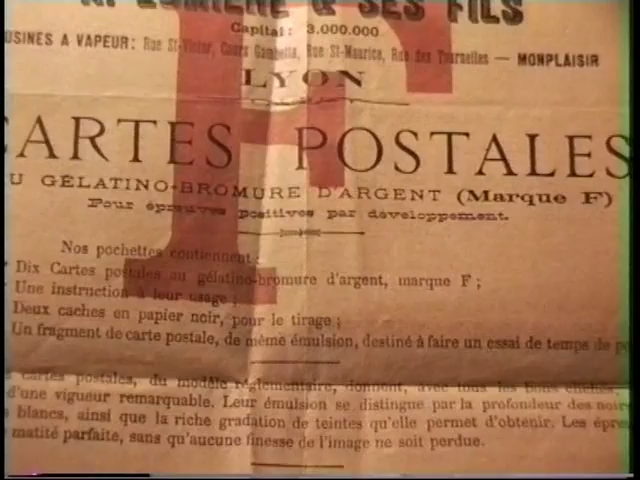 A. LUMIÈRE & SES FILS
Capital: 3.000.000
USINES A VAPEUR: Rue St-Victor, Cours Gambetta, Rue St-Maurice, Rue des Tournelles — MONPLAISIR
LYON
CARTES POSTALES
U GÉLATINO-BROMURE D'ARGENT (Marque F)
Pour épreuves positives par développement.
Nos pochettes contiennent:
Dix Cartes postales au gélatino-bromure d'argent, marque F;
Une instruction à leur usage;
Deux caches en papier noir, pour le tirage;
Un fragment de carte postale, de même émulsion, destiné à faire un essai de temps de
cartes postales, du modèle réglementaire, donnent, avec tous les bons clichés,
d'une vigueur remarquable. Leur émulsion se distingue par la profondeur des noirs
blancs, ainsi que la riche gradation de teintes qu'elle permet d'obtenir. Les épre
matité parfaite, sans qu'aucune finesse de l'image ne soit perdue.
F